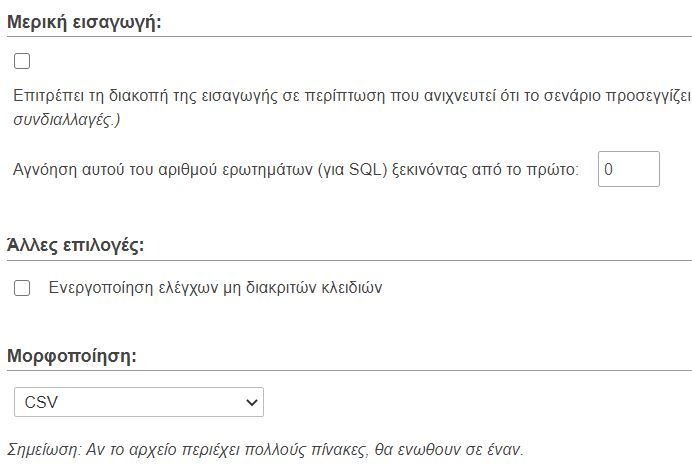 Μερική εισαγωγή:
Επιτρέπει τη διακοπή της εισαγωγής σε περίπτωση που ανιχνευτεί ότι το σενάριο προσεγγίζει
συνδιαλλαγές.)
Αγνόηση αυτού του αριθμού ερωτημάτων (για SQL) ξεκινόντας από το πρώτο: 0
Άλλες επιλογές:
Ενεργοποίηση ελέγχων μη διακριτών κλειδιών
Μορφοποίηση:
CSV
Σημείωση: Αν το αρχείο περιέχει πολλούς πίνακες, θα ενωθουν σε έναν.